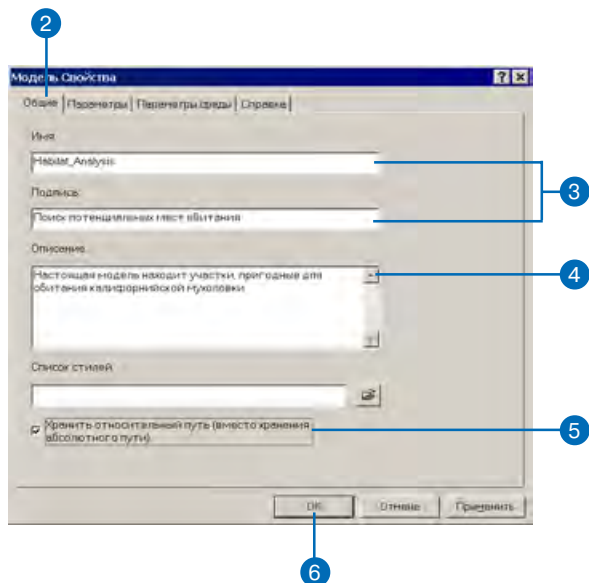 2
Модель Свойства
Общие Параметры Параметры среды Справка
Имя
Habitat_Analysis
3
Подпись:
Поиск потенциальных мест обитания
Описание
4
Настоящая модель находит участки, пригодные для
обитания калифорнийской мухоловки
Список стилей
Хранить относительный путь (вместо хранения
абсолютного пути)
5
OK Отмена Применить
6